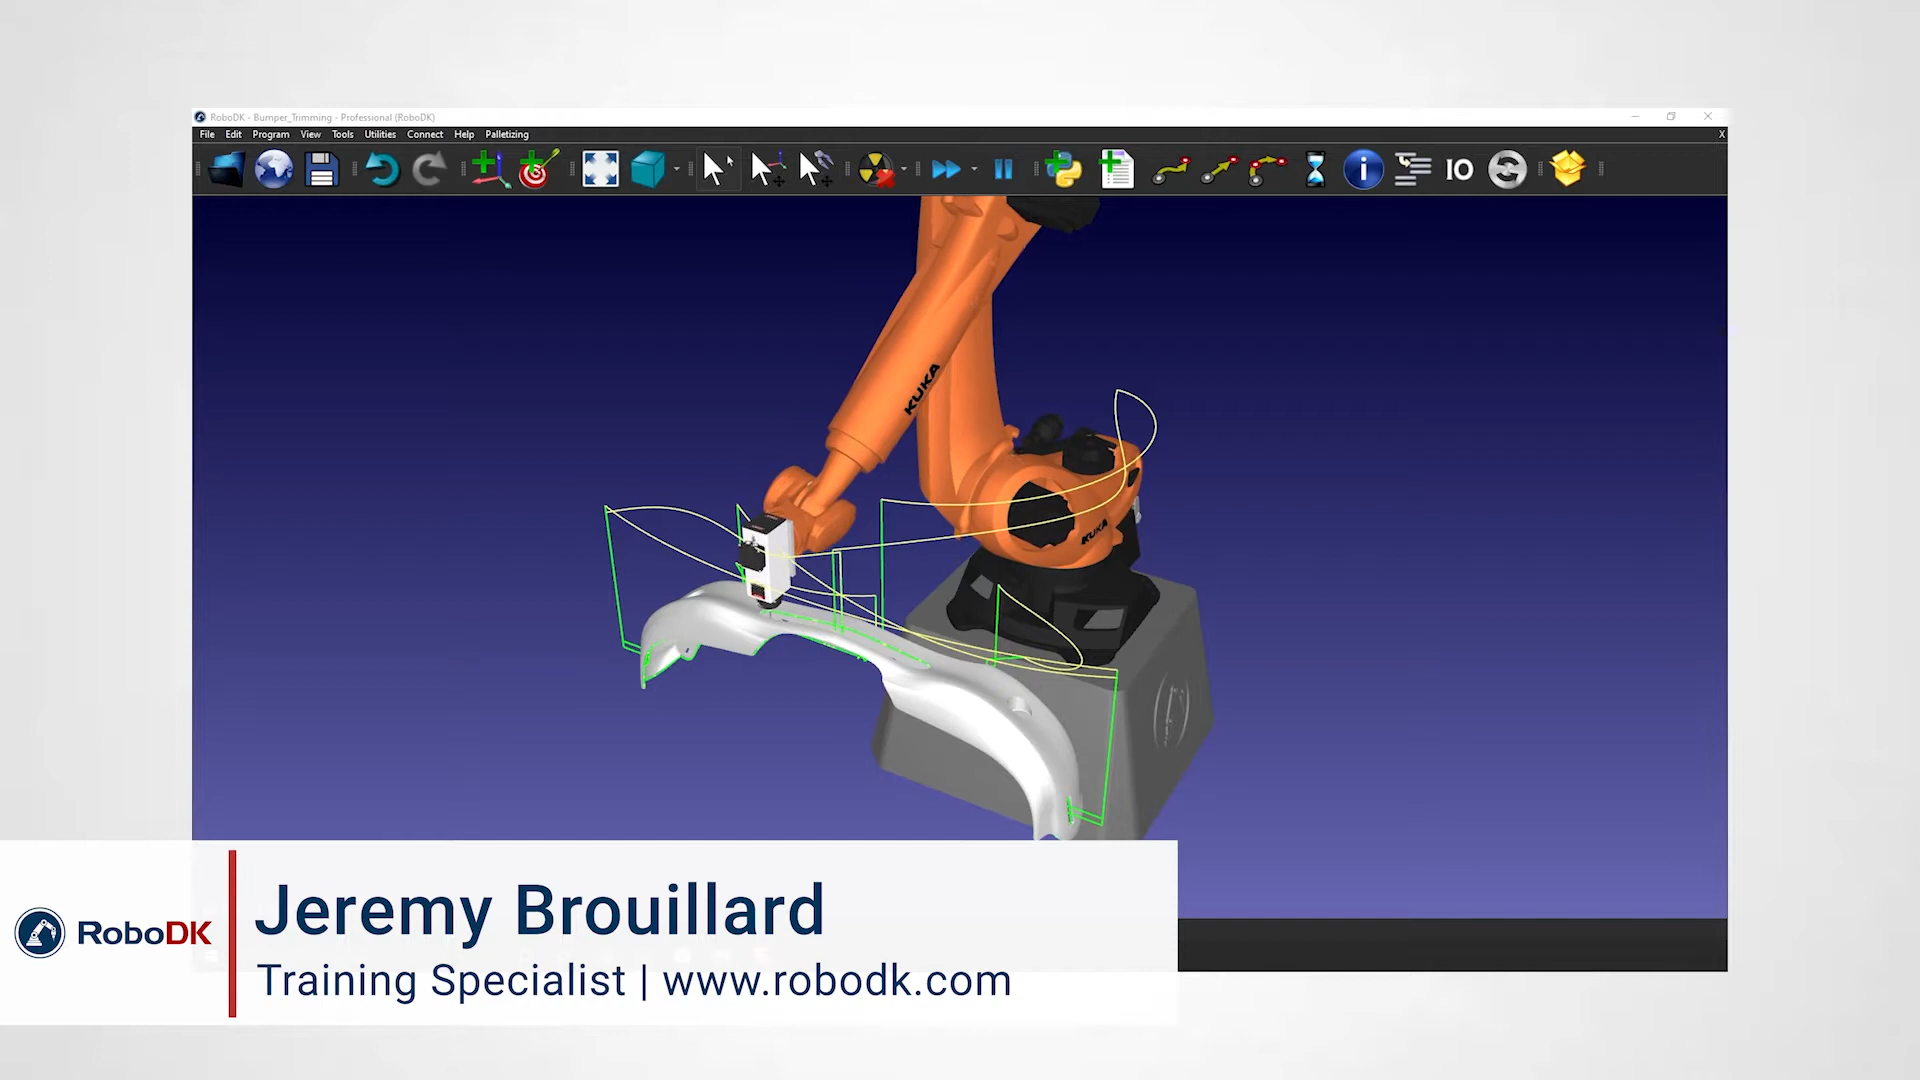 RoboDK - Bumper_Trimming - Professional (RoboDK)
File Edit Program View Tools Utilities Connect Help Palletizing
X
IO
KUKA
KUKA
RoboDK
Jeremy Brouillard
Training Specialist | www.robodk.com